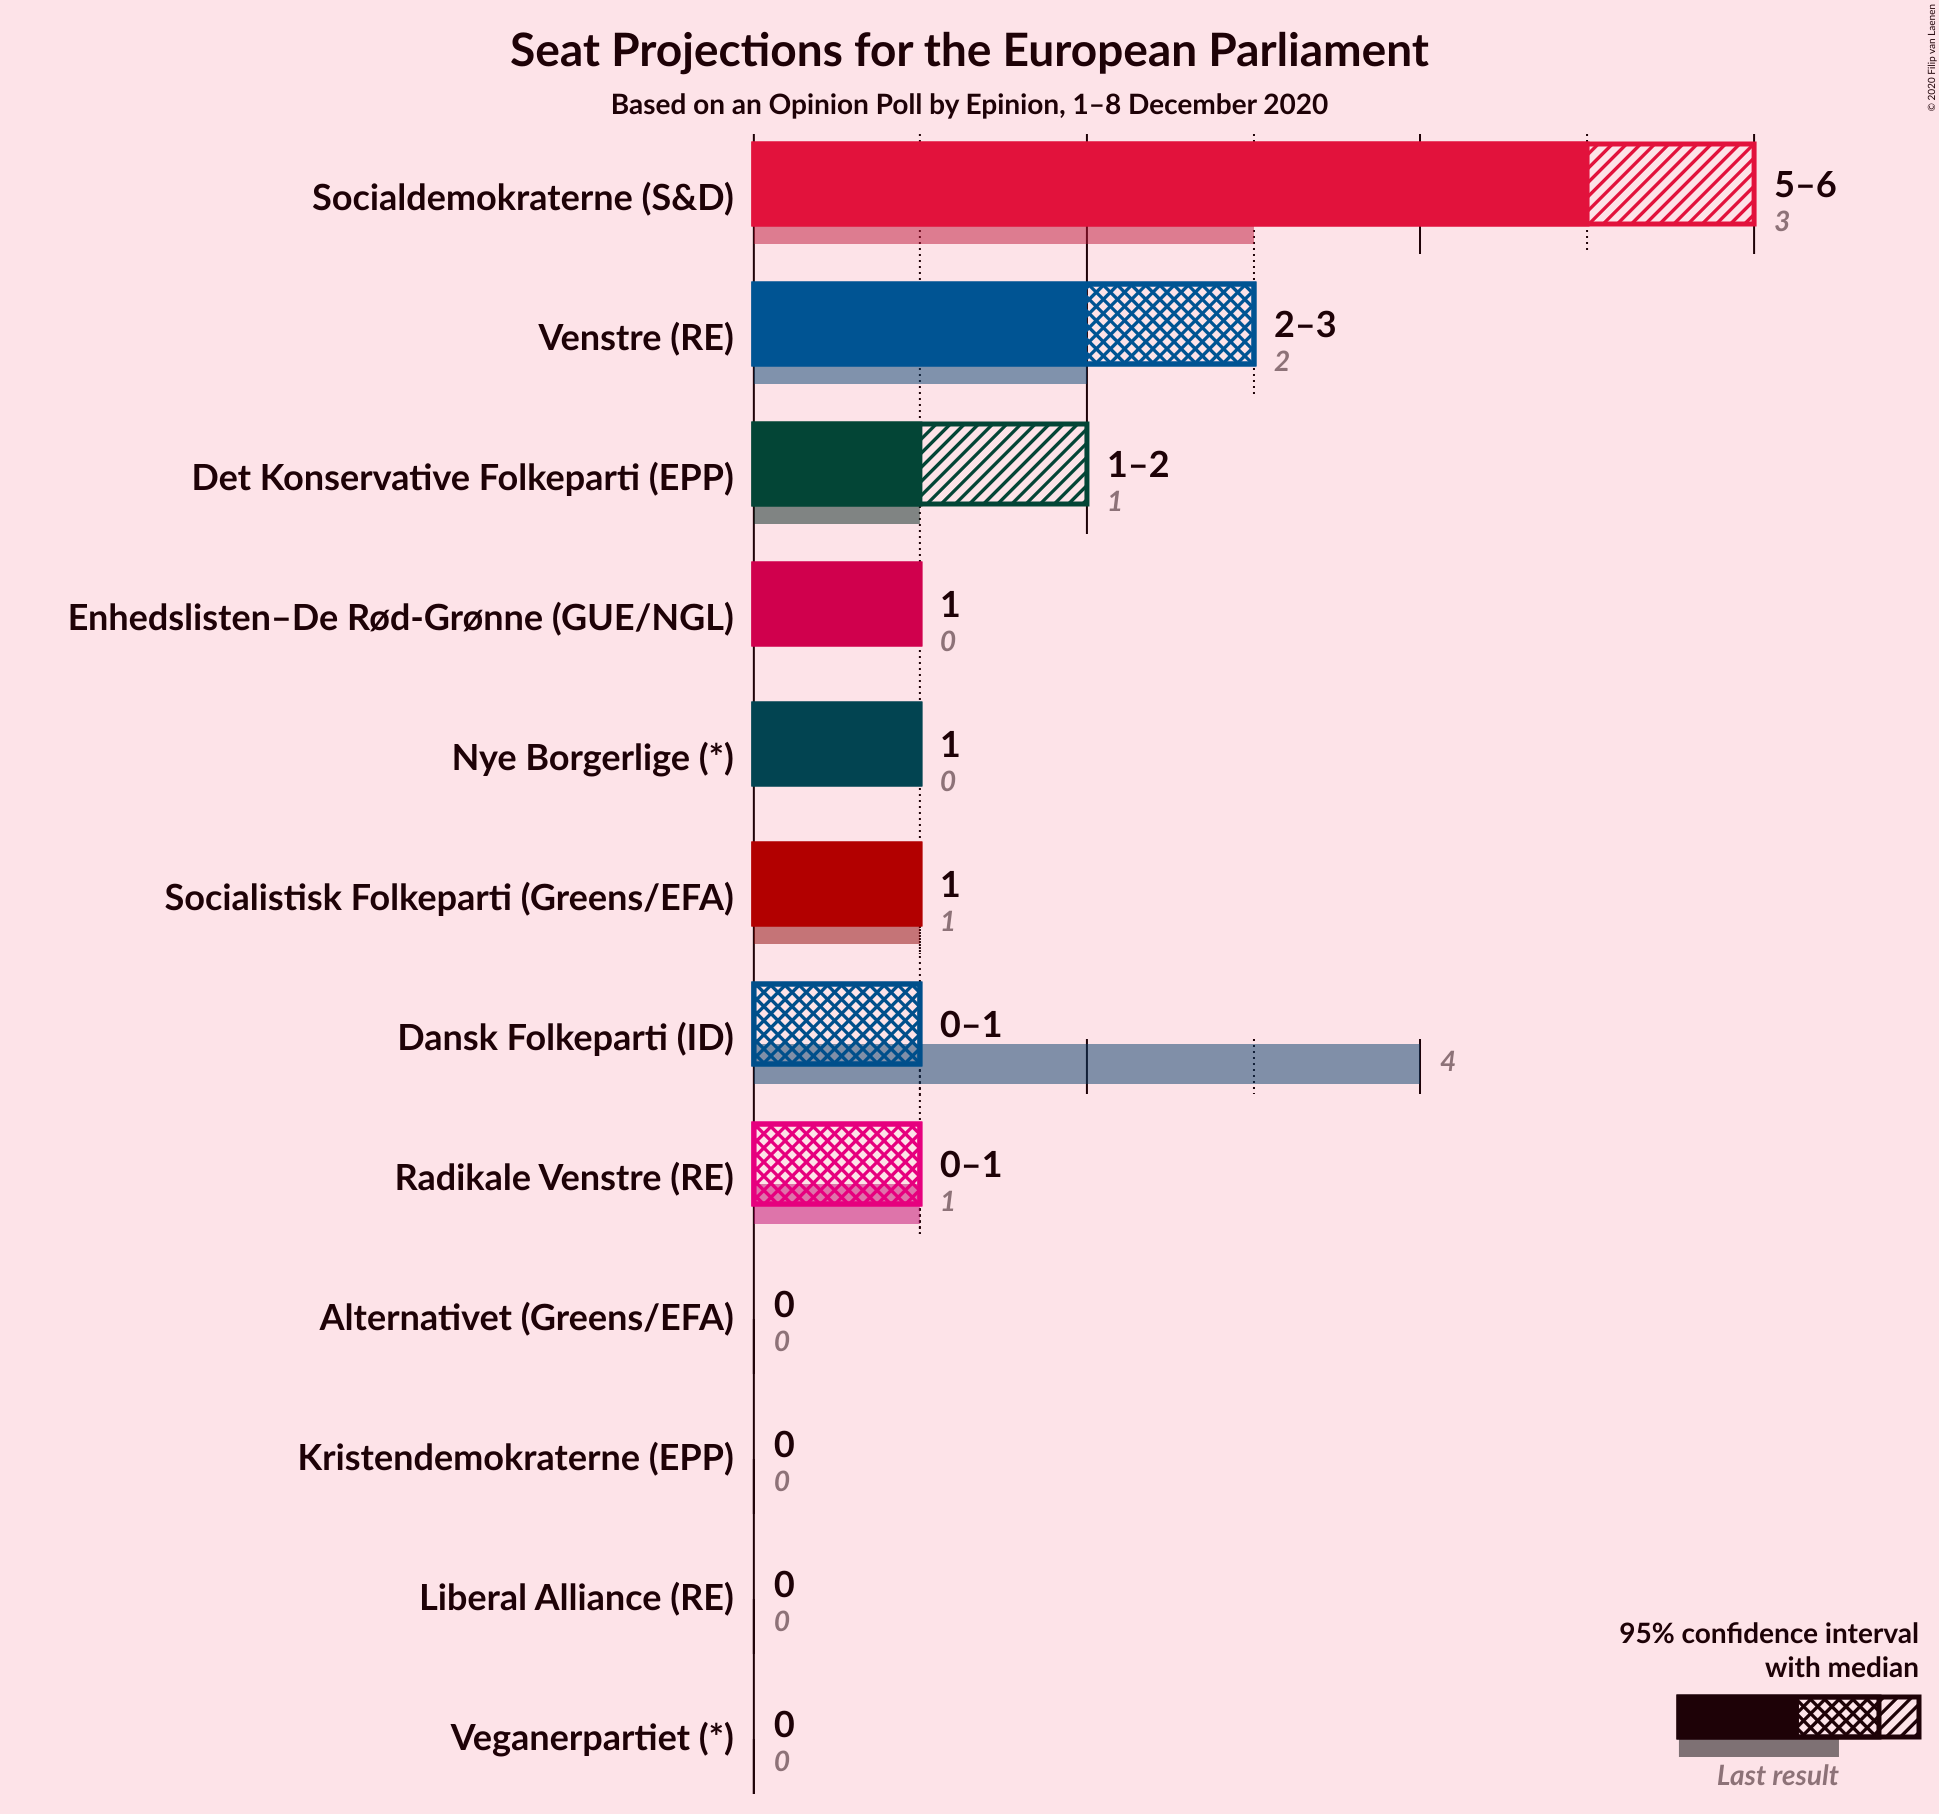 Seat Projections for the European Parliament
Based on an Opinion Poll by Epinion, 1–8 December 2020
© 2020 Filip van Laenen
Socialdemokraterne (S&D)
5–6
3
Venstre (RE)
2–3
2
Det Konservative Folkeparti (EPP)
1–2
1
Enhedslisten–De Rød-Grønne (GUE/NGL)
1
0
Nye Borgerlige (*)
1
0
Socialistisk Folkeparti (Greens/EFA)
1
1
Dansk Folkeparti (ID)
0–1
4
Radikale Venstre (RE)
0–1
1
Alternativet (Greens/EFA)
0
0
Kristendemokraterne (EPP)
0
0
Liberal Alliance (RE)
0
0
Veganerpartiet (*)
0
0
95% confidence interval
with median
Last result